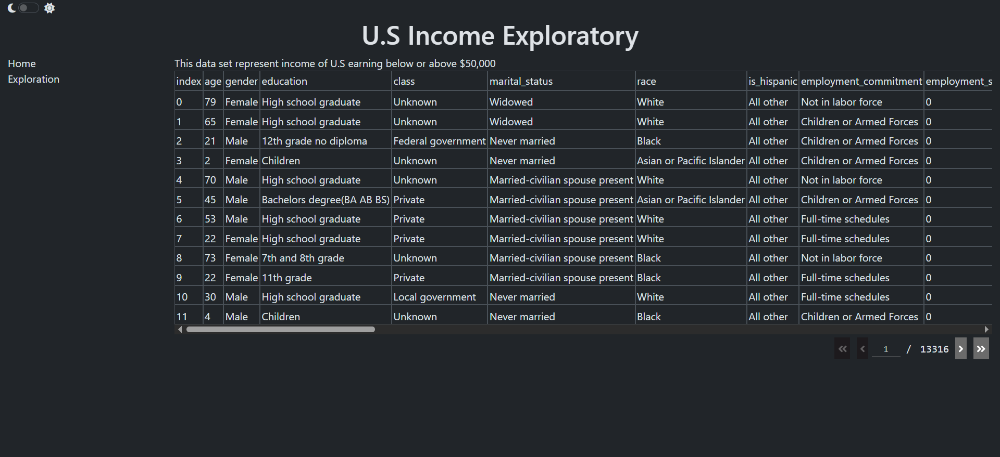 U.S Income Exploratory
Home
Exploration
This data set represent income of U.S earning below or above $50,000
index age gender education class marital_status race is_hispanic employment_commitment employment_s
0 79 Female High school graduate Unknown Widowed White All other Not in labor force 0
1 65 Female High school graduate Unknown Widowed White All other Children or Armed Forces 0
2 21 Male 12th grade no diploma Federal government Never married Black All other Children or Armed Forces 0
3 2 Female Children Unknown Never married Asian or Pacific Islander All other Children or Armed Forces 0
4 70 Male High school graduate Unknown Married-civilian spouse present White All other Not in labor force 0
5 45 Male Bachelors degree(BA AB BS) Private Married-civilian spouse present Asian or Pacific Islander All other Children or Armed Forces 0
6 53 Male High school graduate Private Married-civilian spouse present White All other Full-time schedules 0
7 22 Female High school graduate Private Married-civilian spouse present White All other Full-time schedules 0
8 73 Female 7th and 8th grade Unknown Married-civilian spouse present Black All other Not in labor force 0
9 22 Female 11th grade Private Married-civilian spouse present Black All other Full-time schedules 0
10 30 Male High school graduate Local government Never married White All other Full-time schedules 0
11 4 Male Children Unknown Never married Black All other Children or Armed Forces 0
1 / 13316